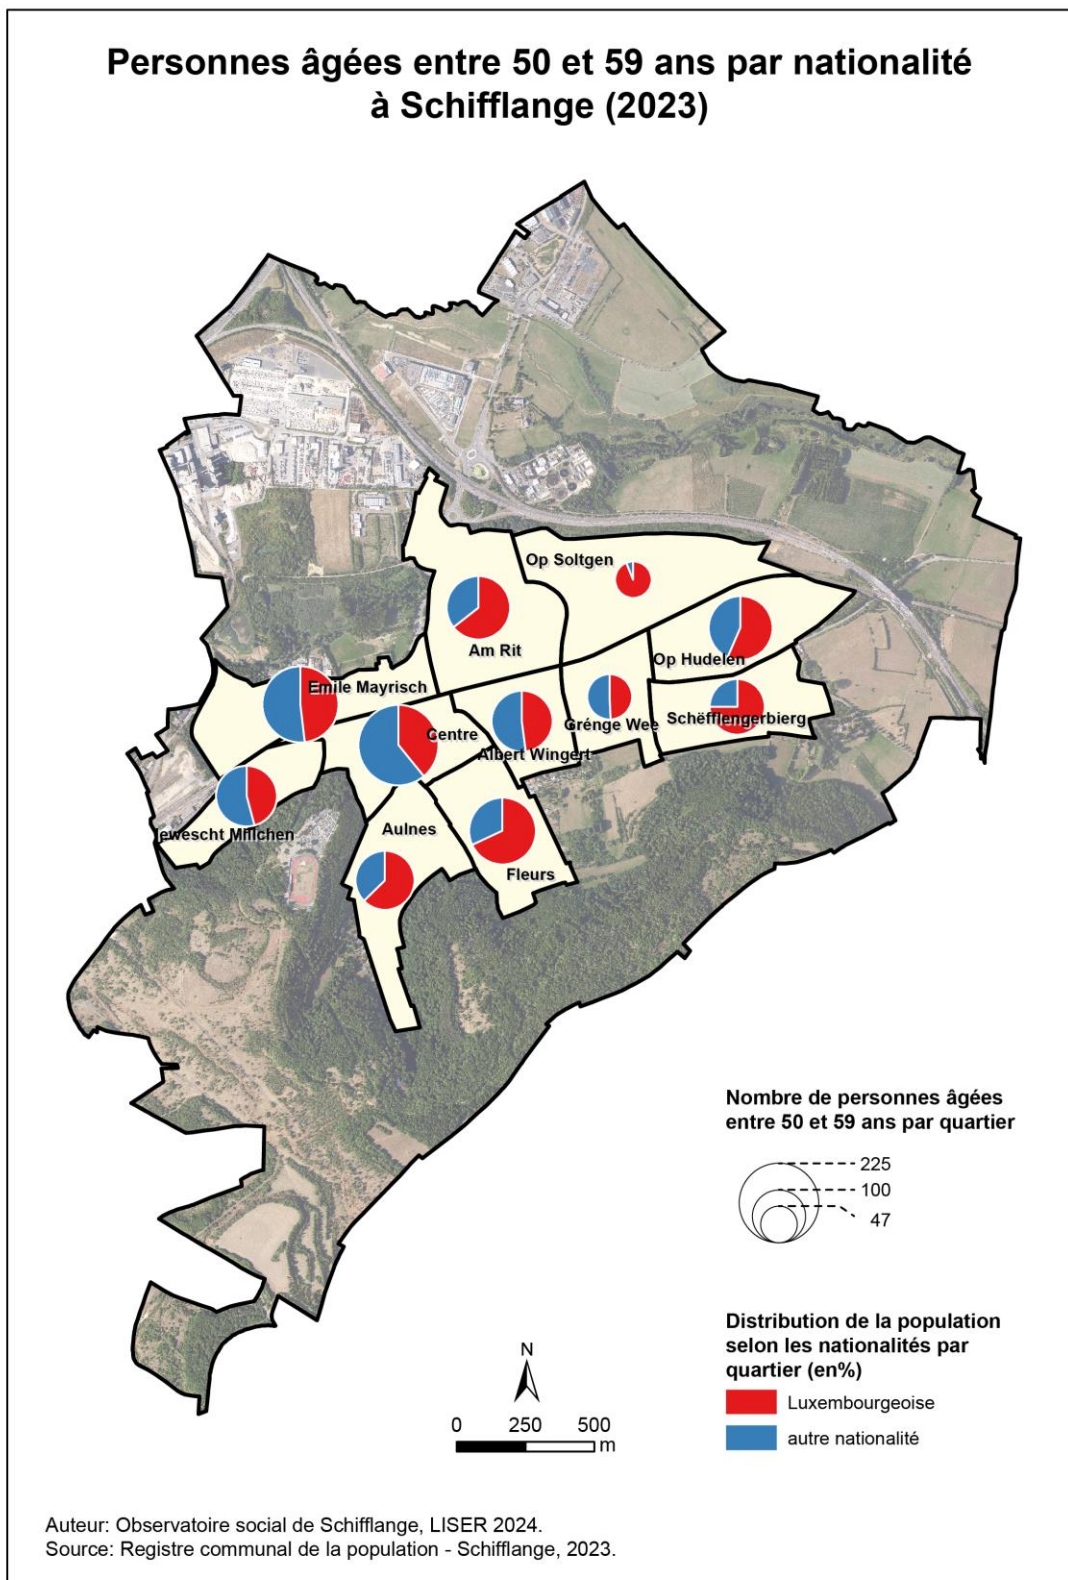 Personnes âgées entre 50 et 59 ans par nationalité
à Schifflange (2023)
Op Soltgen
Am Rit
Op Hudelen
Emile Mayrisch
Centre
Grénge Wee
Schëfflengerbierg
Albert Wingert
iewescht Millchen
Aulnes
Fleurs
Nombre de personnes âgées
entre 50 et 59 ans par quartier
225
100
47
Distribution de la population
selon les nationalités par
quartier (en%)
Luxembourgeoise
autre nationalité
N
0 250 500
m
Auteur: Observatoire social de Schifflange, LISER 2024.
Source: Registre communal de la population - Schifflange, 2023.